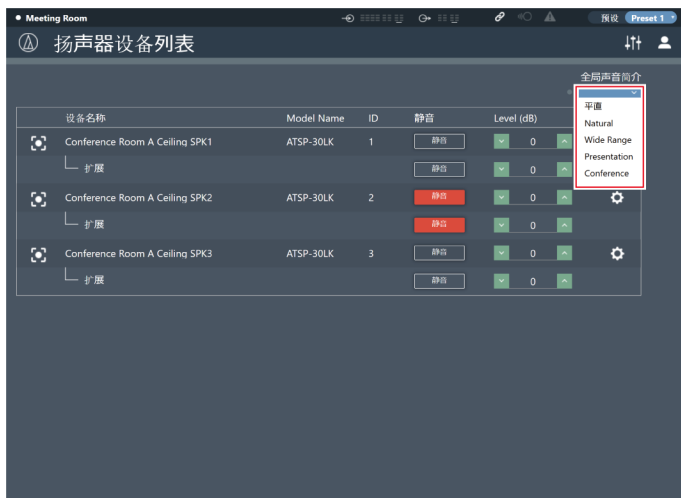 Meeting Room
预设 Preset 1
扬声器设备列表
全局声音简介
平直
Natural
Wide Range
Presentation
Conference
设备名称 Model Name ID 静音 Level (dB)
Conference Room A Ceiling SPK1 ATSP-30LK 1 静音 0
扩展 静音 0
Conference Room A Ceiling SPK2 ATSP-30LK 2 静音 0
扩展 静音 0
Conference Room A Ceiling SPK3 ATSP-30LK 3 静音 0
扩展 静音 0